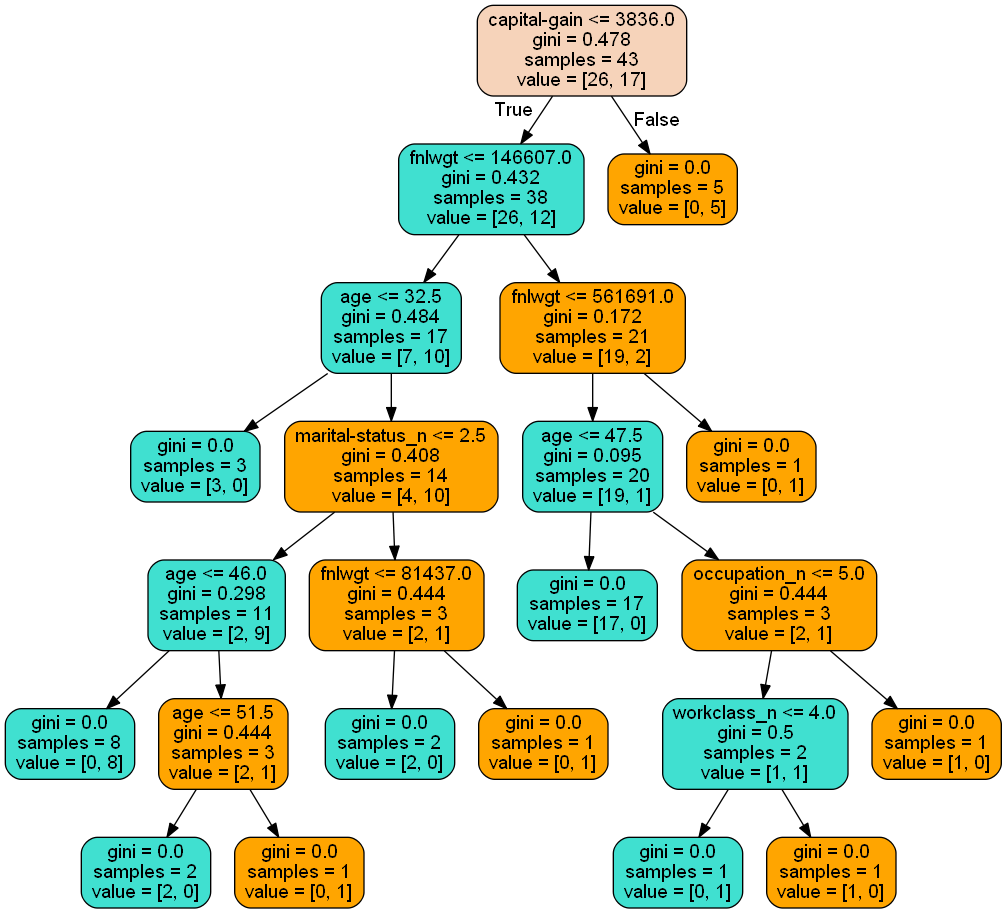 capital-gain <= 3836.0
gini = 0.478
samples = 43
value = [26, 17]
True
False
fnlwgt <= 146607.0
gini = 0.432
samples = 38
value = [26, 12]
gini = 0.0
samples = 5
value = [0, 5]
age <= 32.5
gini = 0.484
samples = 17
value = [7, 10]
fnlwgt <= 561691.0
gini = 0.172
samples = 21
value = [19, 2]
gini = 0.0
samples = 3
value = [3, 0]
marital-status_n <= 2.5
gini = 0.408
samples = 14
value = [4, 10]
age <= 47.5
gini = 0.095
samples = 20
value = [19, 1]
gini = 0.0
samples = 1
value = [0, 1]
age <= 46.0
gini = 0.298
samples = 11
value = [2, 9]
fnlwgt <= 81437.0
gini = 0.444
samples = 3
value = [2, 1]
gini = 0.0
samples = 17
value = [17, 0]
occupation_n <= 5.0
gini = 0.444
samples = 3
value = [2, 1]
gini = 0.0
samples = 8
value = [0, 8]
age <= 51.5
gini = 0.444
samples = 3
value = [2, 1]
gini = 0.0
samples = 2
value = [2, 0]
gini = 0.0
samples = 1
value = [0, 1]
workclass_n <= 4.0
gini = 0.5
samples = 2
value = [1, 1]
gini = 0.0
samples = 1
value = [1, 0]
gini = 0.0
samples = 2
value = [2, 0]
gini = 0.0
samples = 1
value = [0, 1]
gini = 0.0
samples = 1
value = [0, 1]
gini = 0.0
samples = 1
value = [1, 0]